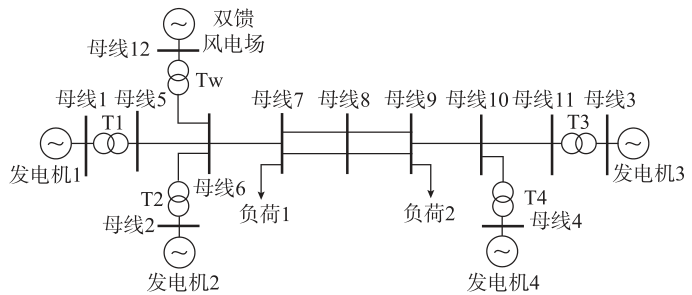 双馈
风电场
母线12
Tw
母线1
母线5
母线7
母线8
母线9
母线10
母线11
母线3
T1
T3
发电机1
发电机3
母线6
T2
T4
负荷1
负荷2
母线2
母线4
发电机2
发电机4